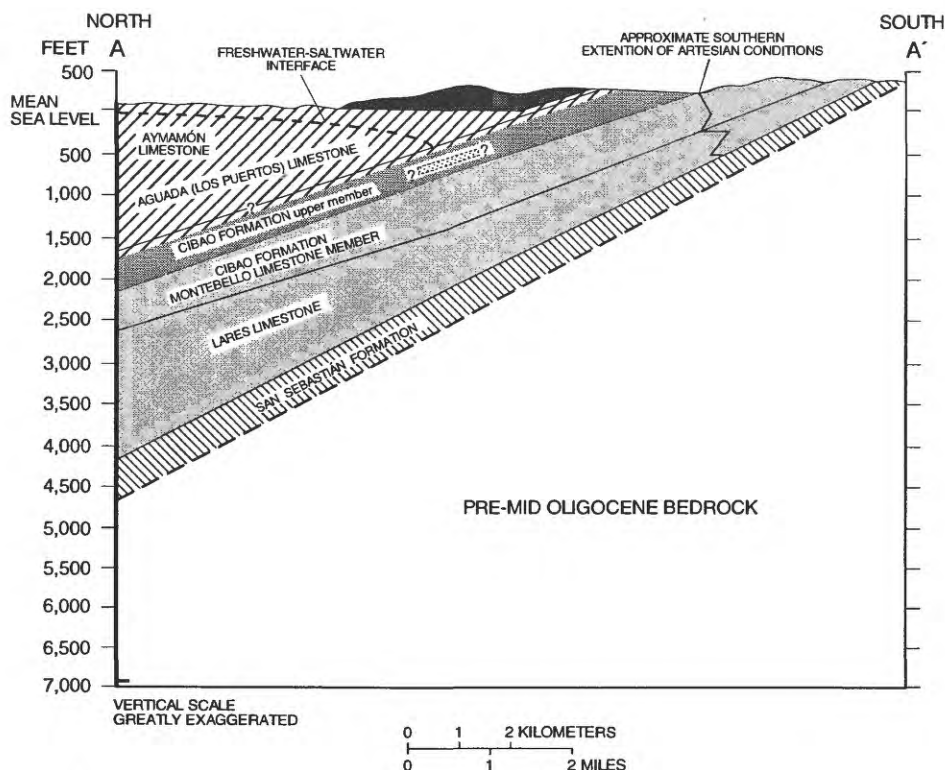 NORTH
A
SOUTH
A´
FEET
FRESHWATER-SALTWATER
INTERFACE
APPROXIMATE SOUTHERN
EXTENTION OF ARTESIAN CONDITIONS
500
MEAN
SEA LEVEL
500
1,000
1,500
2,000
2,500
3,000
3,500
4,000
4,500
5,000
5,500
6,000
6,500
7,000
AYMAMÓN
LIMESTONE
AGUADA (LOS PUERTOS) LIMESTONE
?
?
?
CIBAO FORMATION upper member
CIBAO FORMATION
MONTEBELLO LIMESTONE MEMBER
LARES LIMESTONE
SAN SEBASTIÁN FORMATION
PRE-MID OLIGOCENE BEDROCK
VERTICAL SCALE
GREATLY EXAGGERATED
0 1 2 KILOMETERS
0 1 2 MILES